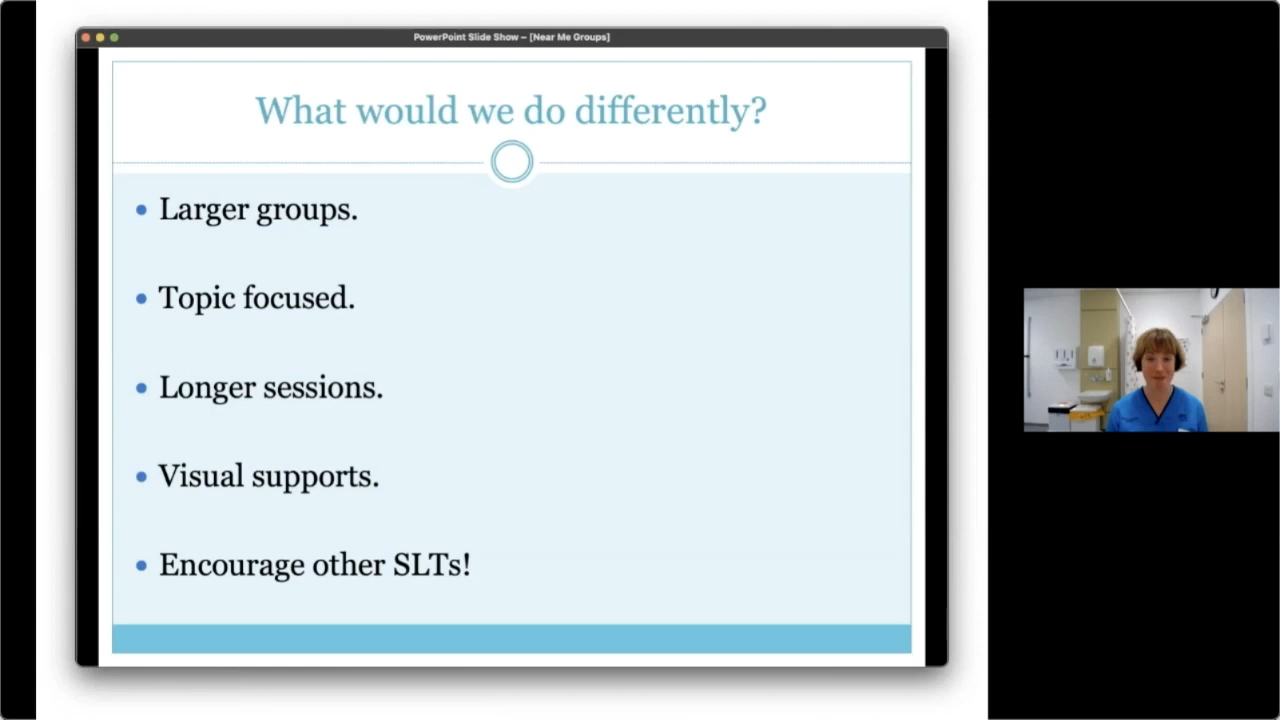 PowerPoint Slide Show – [Near Me Groups]
What would we do differently?
• Larger groups.
• Topic focused.
• Longer sessions.
• Visual supports.
• Encourage other SLTs!